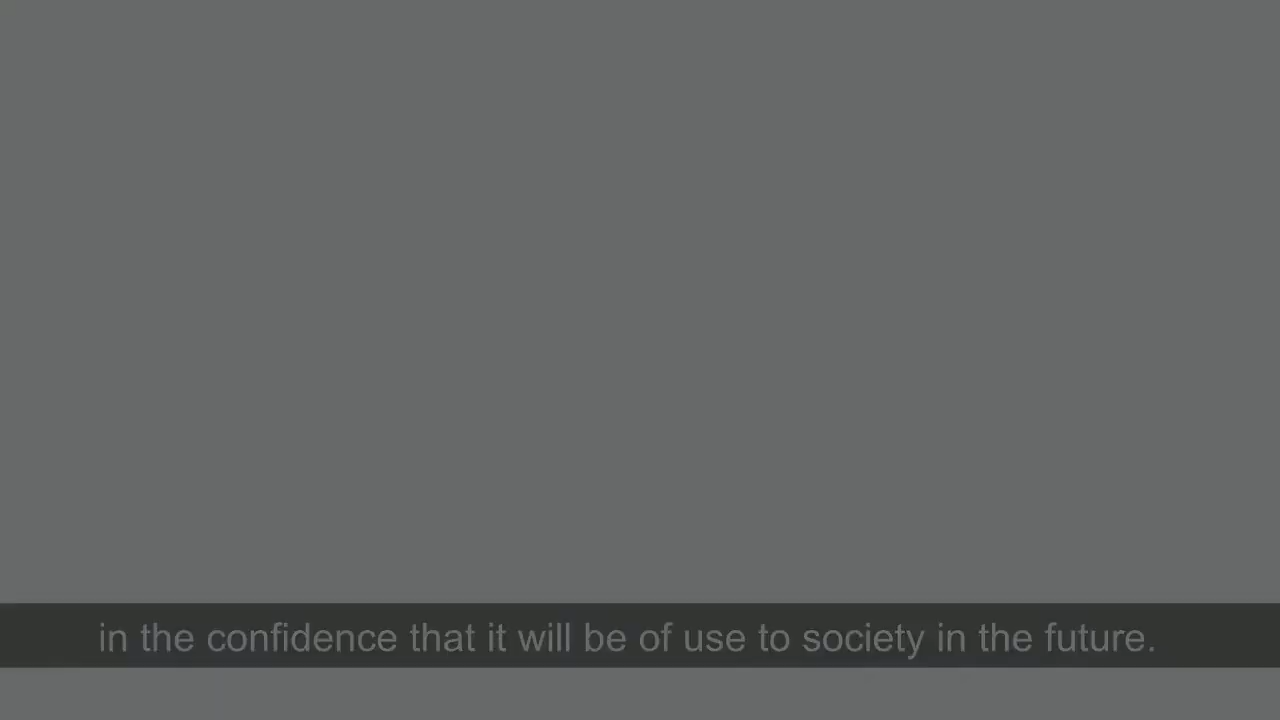 in the confidence that it will be of use to society in the future.